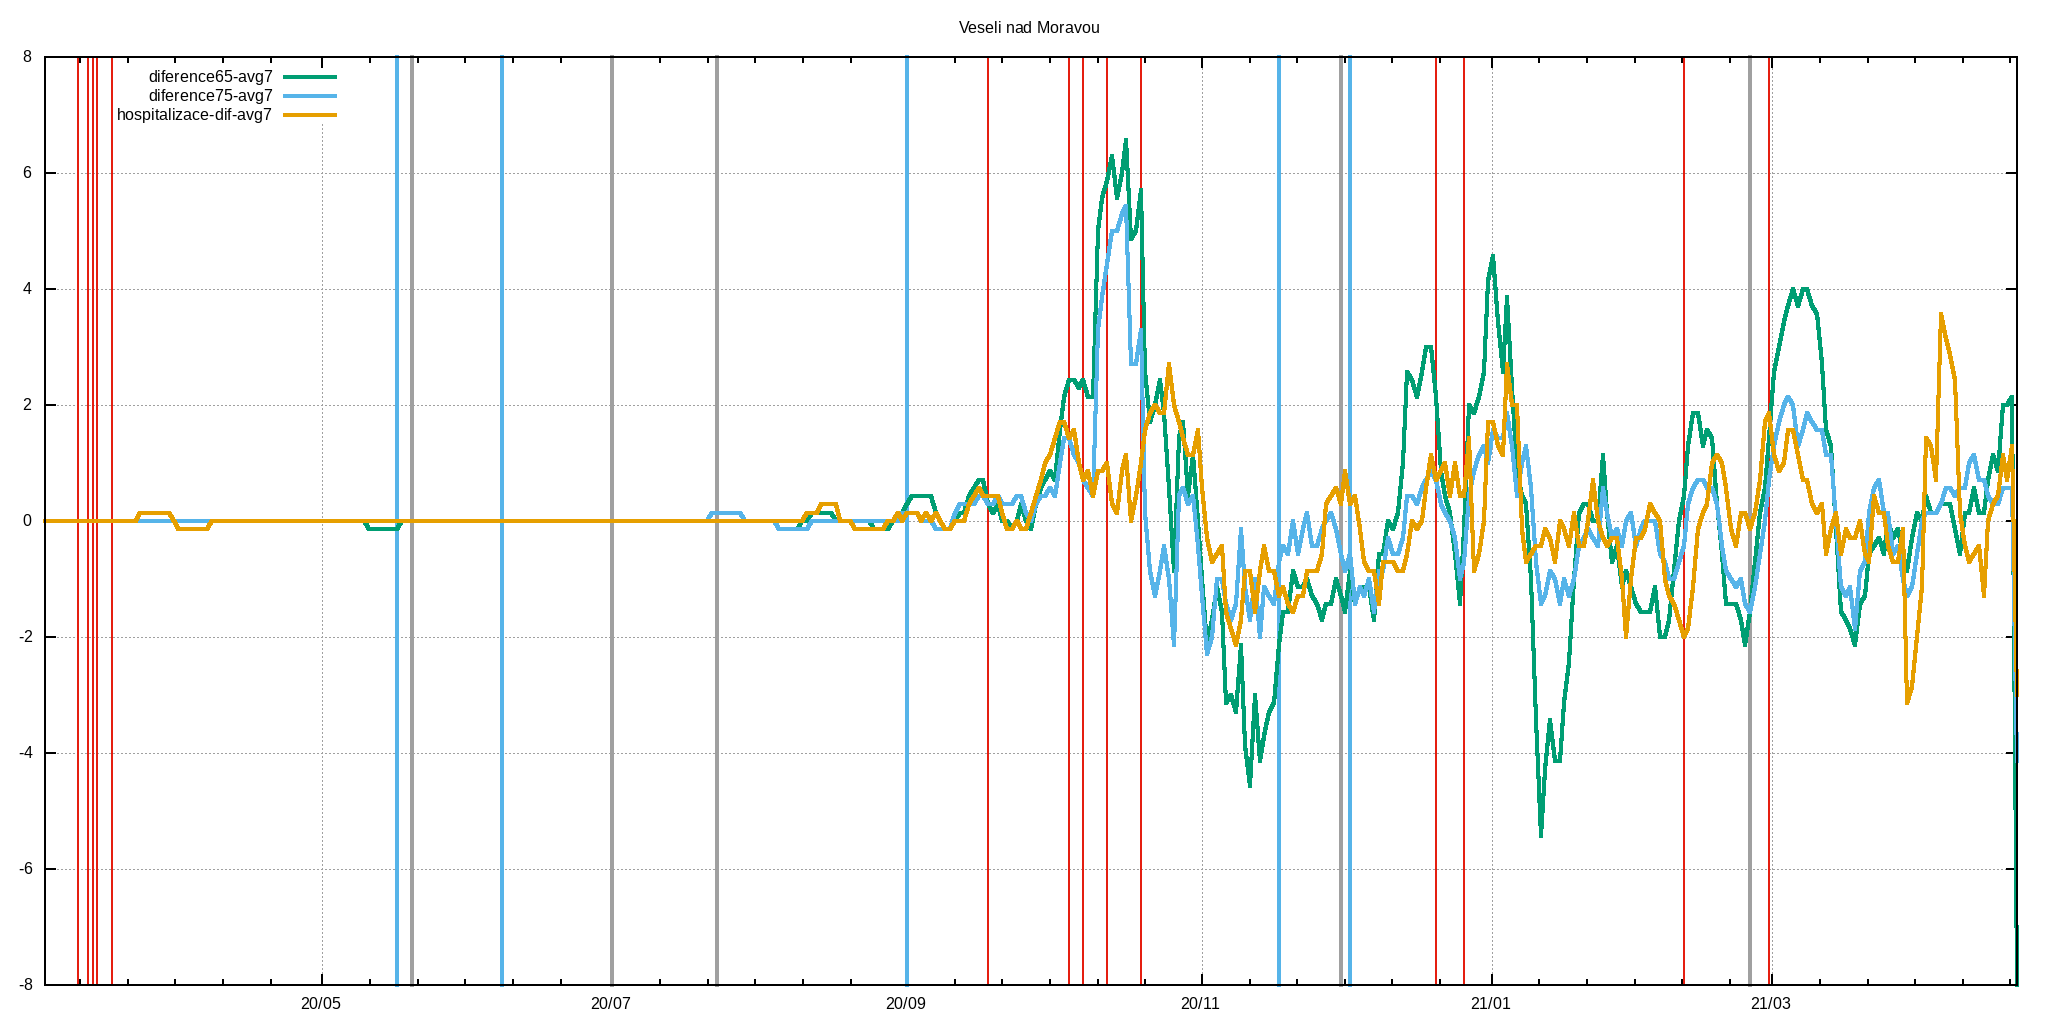 Veseli nad Moravou
diference65-avg7
diference75-avg7
hospitalizace-dif-avg7
8
6
4
2
0
-2
-4
-6
-8
20/05 20/07 20/09 20/11 21/01 21/03